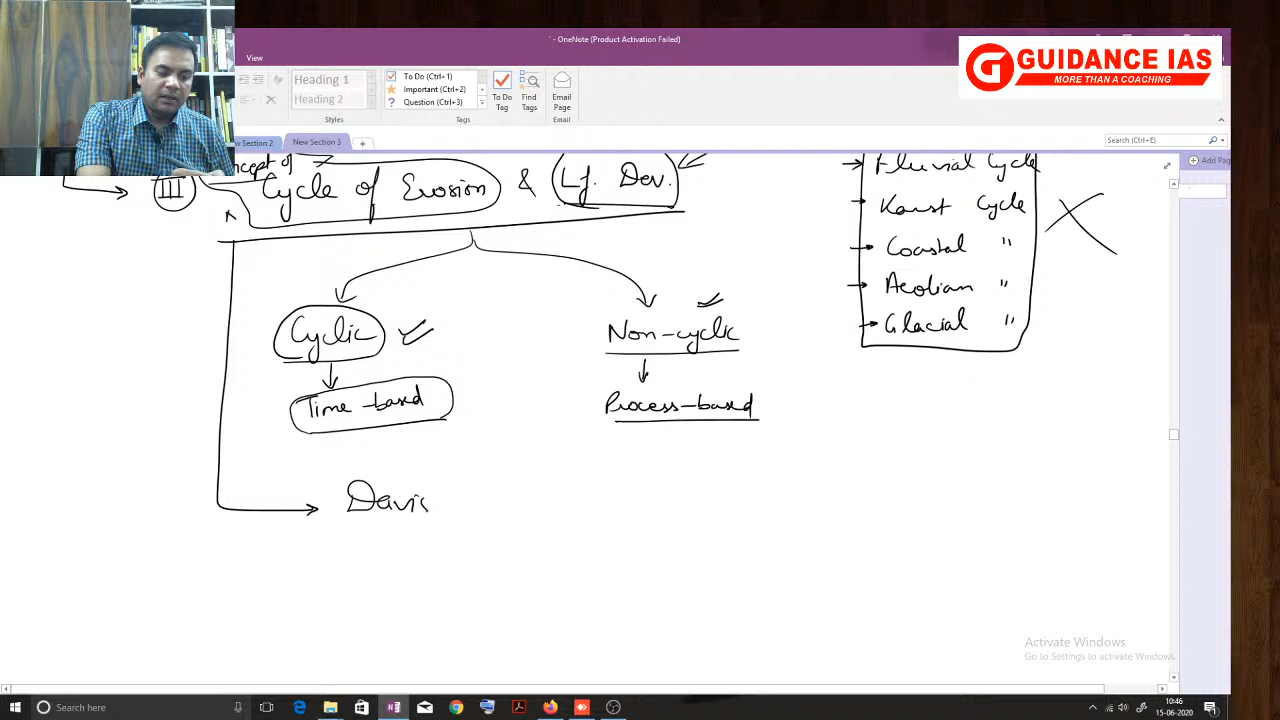 ' - OneNote (Product Activation Failed)
GUIDANCE IAS
MORE THAN A COACHING
View
Heading 1
Heading 2
Styles
To Do (Ctrl+1)
Important (Ctrl+2)
Question (Ctrl+3)
Tags
To Do
Tag
Find
Tags
Email
Page
Email
w Section 2
New Section 3
Search (Ctrl+E)
Add Pag
oncept of
III Cycle of Erosion & Lf. Dev.
Fluvial Cycle
Karst Cycle
Coastal "
Aeolian "
Glacial "
Cyclic
Non-cyclic
Time-based
Process-based
Davis
Activate Windows
Go to Settings to activate Windows.
Search here
10:46
15-06-2020